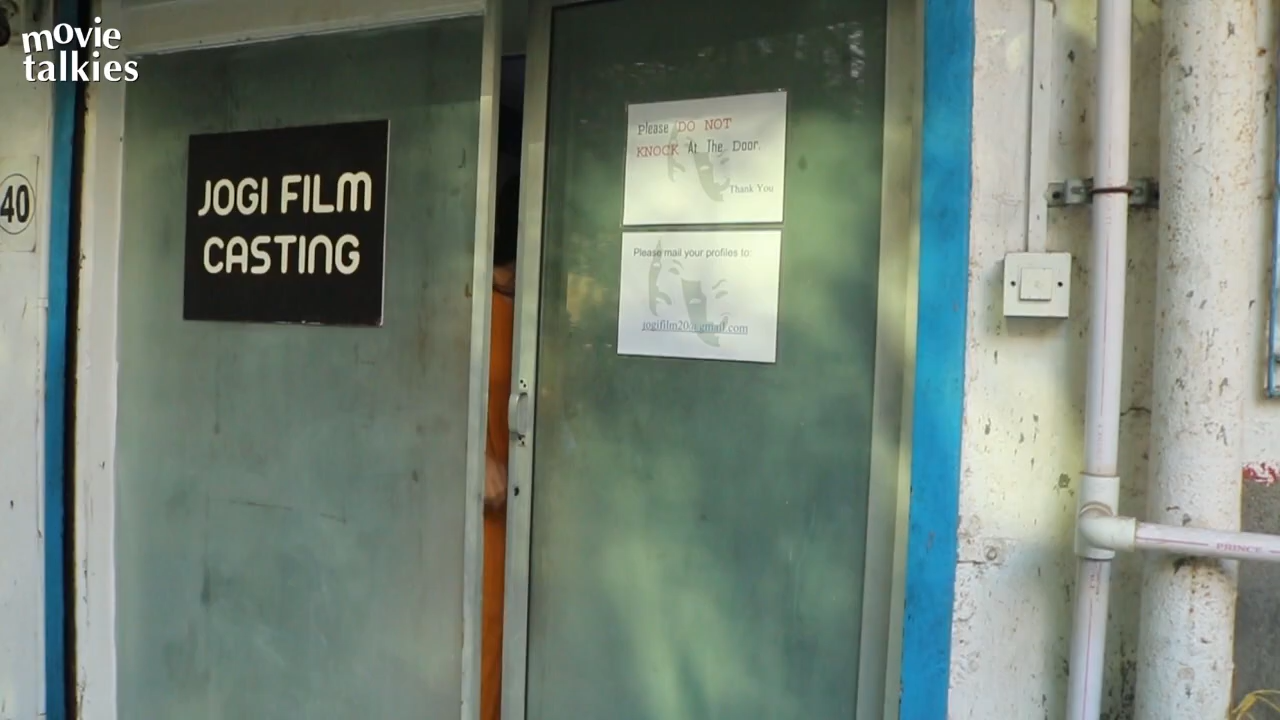 movie
talkies
40
JOGI FILM
CASTING
Please DO NOT
KNOCK At The Door.
Thank You
Please mail your profiles to:
jogifilm20@gmail.com
PRINCE